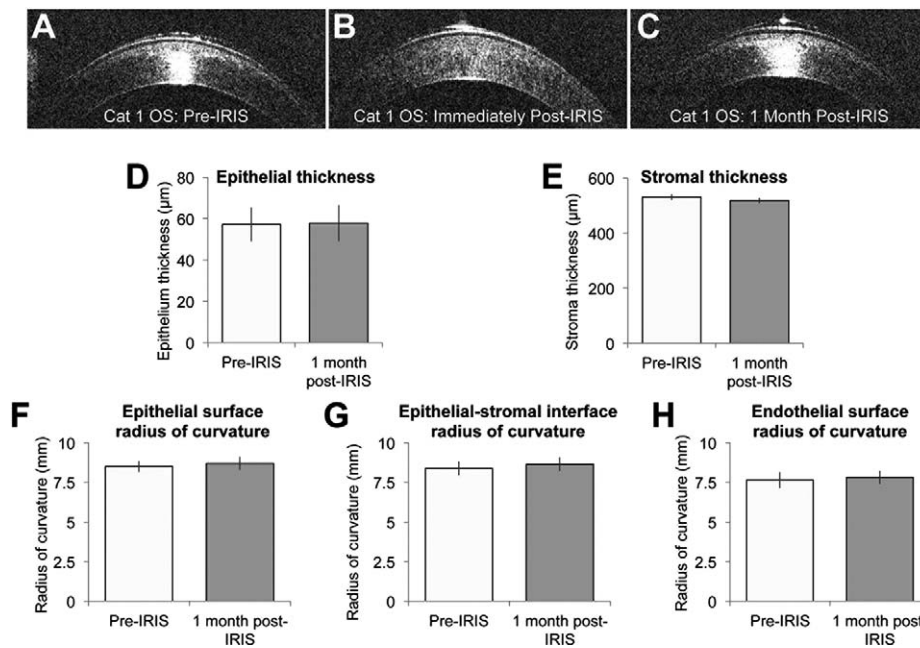 A
B
C
Cat 1 OS: Pre-IRIS
Cat 1 OS: Immediately Post-IRIS
Cat 1 OS: 1 Month Post-IRIS
D
Epithelial thickness
Epithelium thickness (µm)
80
60
40
20
0
Pre-IRIS
1 month
post-IRIS
E
Stromal thickness
Stroma thickness (µm)
600
400
200
0
Pre-IRIS
1 month
post-IRIS
F
Epithelial surface
radius of curvature
Radius of curvature (mm)
10
7.5
5
2.5
0
Pre-IRIS
1 month post-
IRIS
G
Epithelial-stromal interface
radius of curvature
Radius of curvature (mm)
10
7.5
5
2.5
0
Pre-IRIS
1 month post-
IRIS
H
Endothelial surface
radius of curvature
Radius of curvature (mm)
10
7.5
5
2.5
0
Pre-IRIS
1 month post-
IRIS